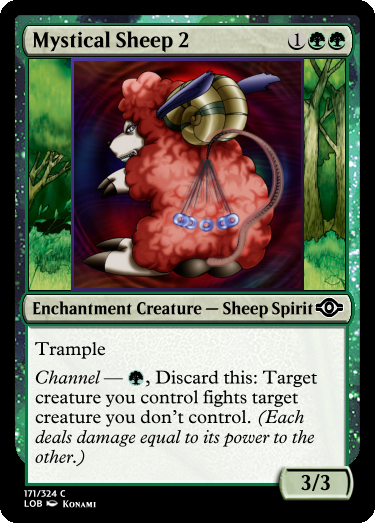 Mystical Sheep 2 1
Enchantment Creature — Sheep Spirit
Trample
Channel — , Discard this: Target
creature you control fights target
creature you don't control. (Each
deals damage equal to its power to the
other.)
3/3
171/324 C
LOB KONAMI